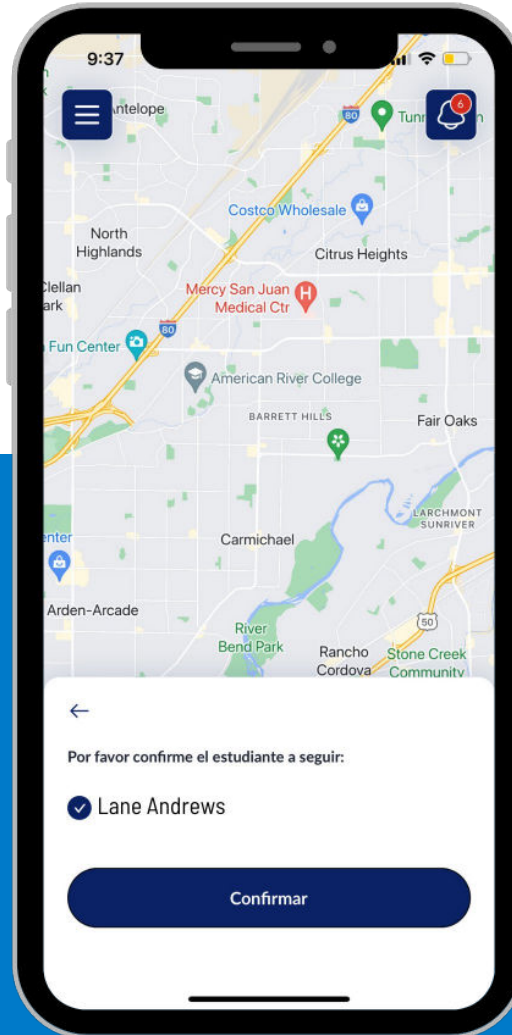 9:37
Antelope
80
6
Costco Wholesale
North
Highlands
Citrus Heights
Mercy San Juan
Medical Ctr
H
80
Fun Center
American River College
BARRETT HILLS
Fair Oaks
LARCHMONT
SUNRIVER
Carmichael
Arden-Arcade
50
River
Bend Park
Rancho
Cordova
Stone Creek
Community
Por favor confirme el estudiante a seguir:
Lane Andrews
Confirmar